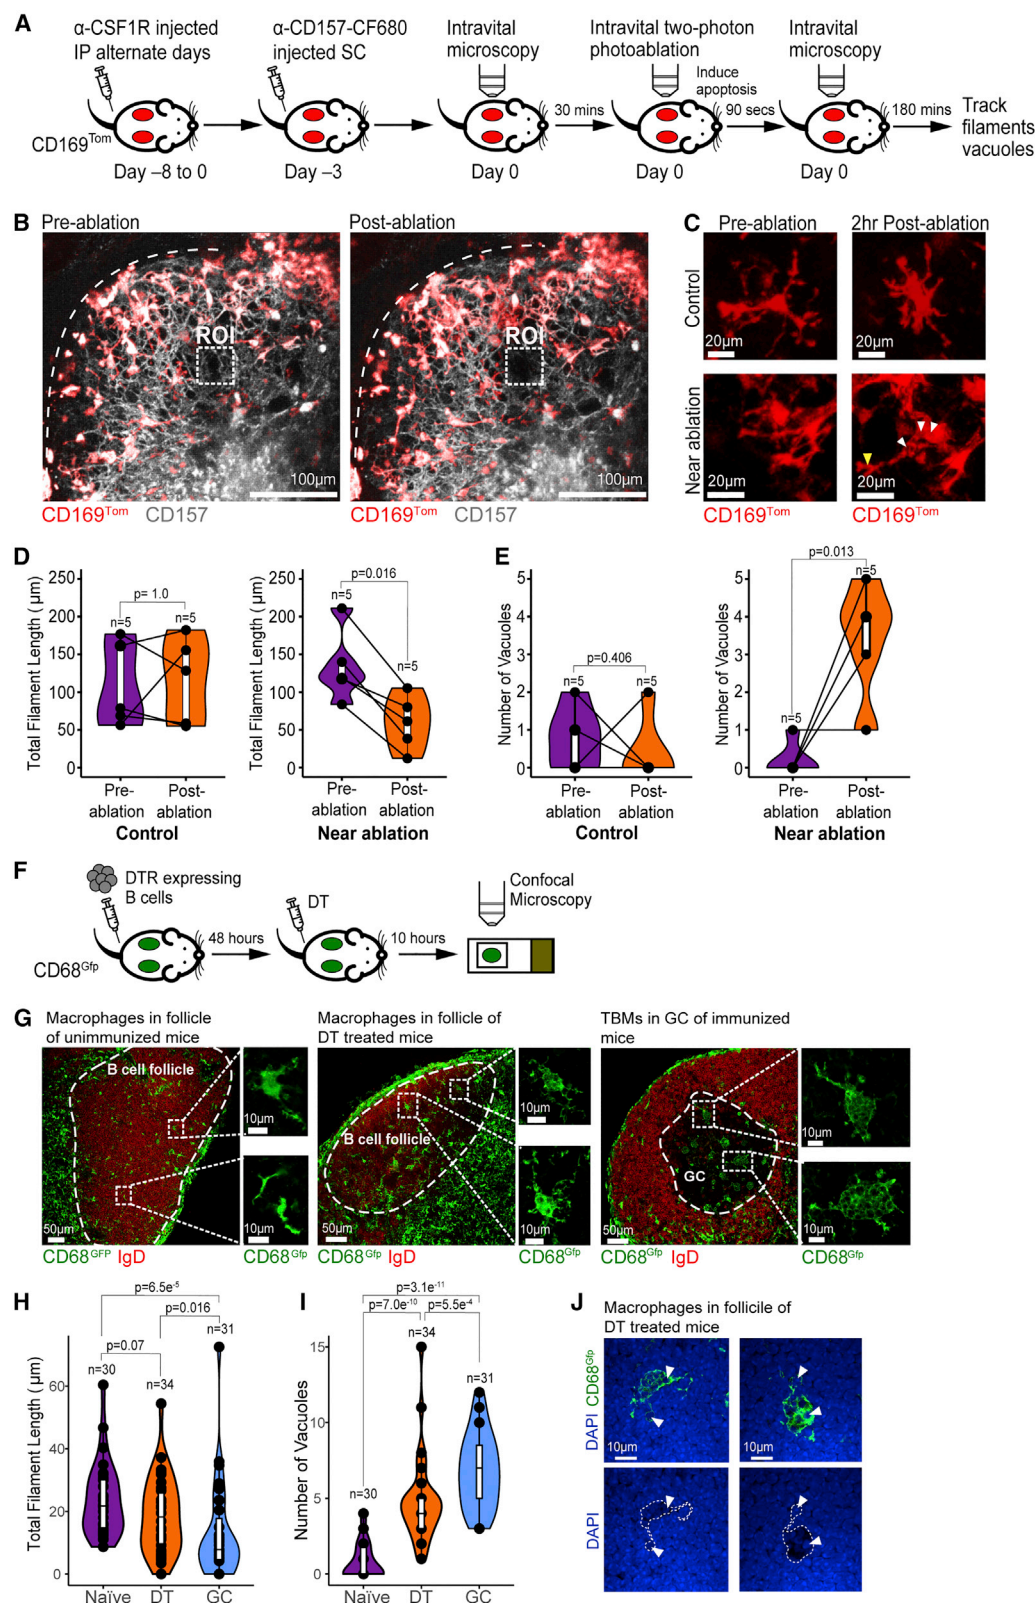 A
α-CSF1R injected
IP alternate days
α-CD157-CF680
injected SC
Intravital
microscopy
Intravital two-photon
photoablation
Intravital
microscopy
Induce
apoptosis
30 mins
90 secs
180 mins
Track
filaments
vacuoles
CD169Tom
Day –8 to 0
Day –3
Day 0
Day 0
Day 0
B
Pre-ablation
Post-ablation
ROI
ROI
100µm
100µm
CD169Tom CD157
CD169Tom CD157
C
Pre-ablation
2hr Post-ablation
Control
20µm
20µm
Near ablation
20µm
20µm
CD169Tom
CD169Tom
D
Total Filament Length ( µm)
250
200
150
100
50
0
p= 1.0
n=5
n=5
Pre-
ablation
Post-
ablation
Control
Total Filament Length ( µm)
250
200
150
100
50
0
p=0.016
n=5
n=5
Pre-
ablation
Post-
ablation
Near ablation
E
Number of Vacuoles
5
4
3
2
1
0
p=0.406
n=5
n=5
Pre-
ablation
Post-
ablation
Control
Number of Vacuoles
5
4
3
2
1
0
p=0.013
n=5
n=5
Pre-
ablation
Post-
ablation
Near ablation
F
DTR expressing
B cells
DT
Confocal
Microscopy
48 hours
10 hours
CD68Gfp
G
Macrophages in follicle
of unimmunized mice
Macrophages in follicle of
DT treated mice
TBMs in GC of immunized
mice
B cell follicle
50µm
10µm
10µm
CD68GFP IgD
CD68Gfp
B cell follicle
50µm
10µm
10µm
CD68Gfp IgD
CD68Gfp
GC
50µm
10µm
10µm
CD68Gfp IgD
CD68Gfp
H
Total Filament Length ( µm)
60
40
20
0
p=6.5e-5
p=0.016
p=0.07
n=30
n=34
n=31
Naïve
DT
GC
I
Number of Vacuoles
15
10
5
0
p=3.1e-11
p=7.0e-10
p=5.5e-4
n=34
n=31
n=30
Naïve
DT
GC
J
Macrophages in follicile of
DT treated mice
DAPI CD68Gfp
10µm
10µm
DAPI